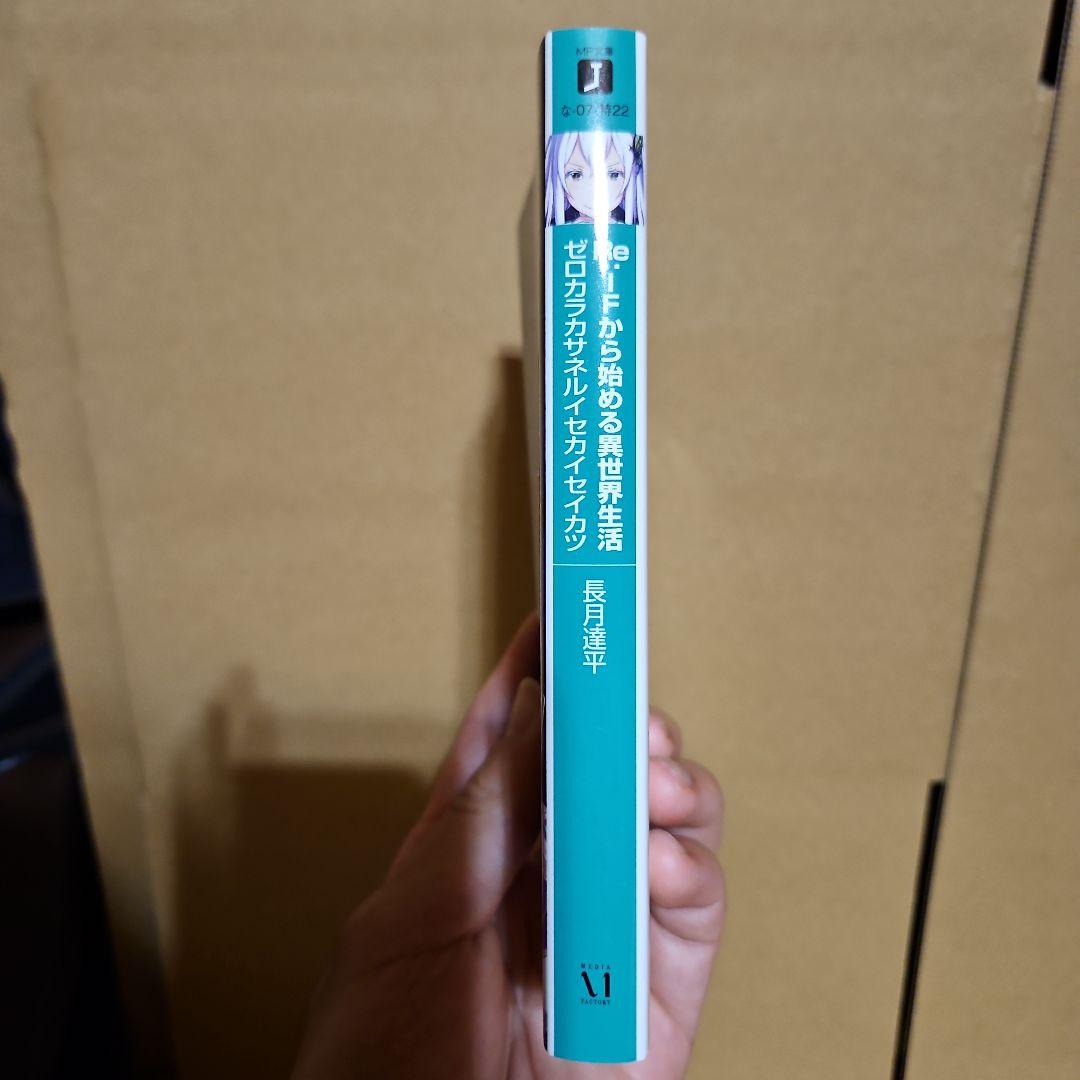 MF文庫
J
な-07-特22
Re:IFから始める異世界生活
ゼロカラカサネルイセカイセイカツ
長月達平
MEDIA
FACTORY